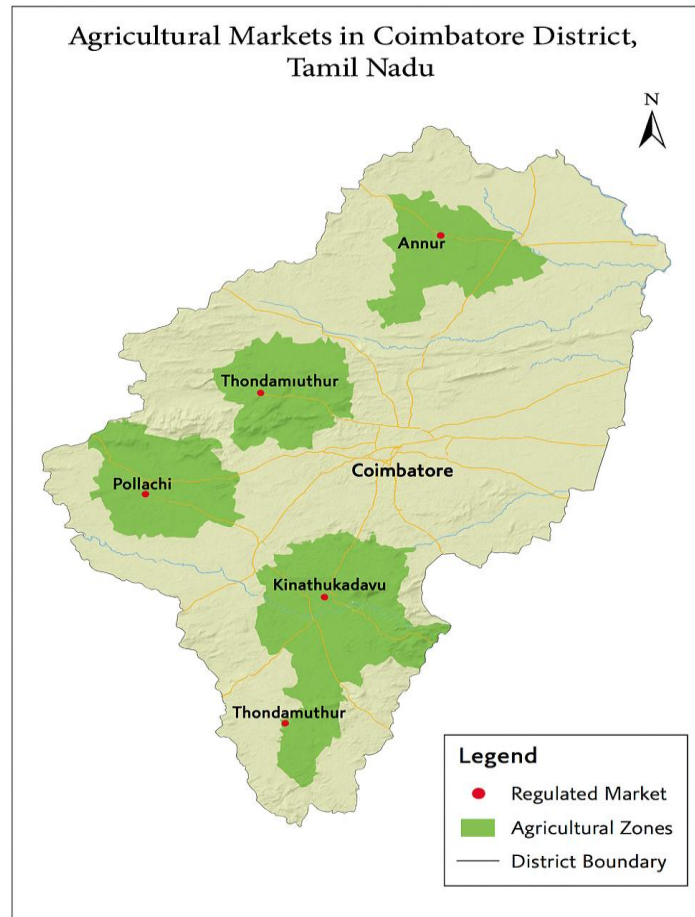 Agricultural Markets in Coimbatore District,
Tamil Nadu
N
Annur
Thondamıuthur
Pollachi
Coimbatore
Kinathukadavu
Thondamuthur
Legend
Regulated Market
Agricultural Zones
District Boundary